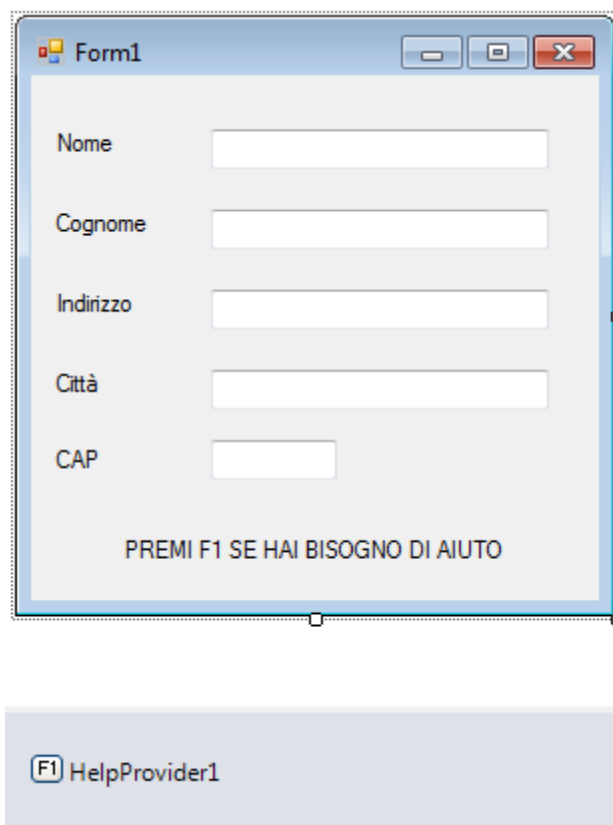 Form1
Nome
Cognome
Indirizzo
Città
CAP
PREMI F1 SE HAI BISOGNO DI AIUTO
F1 HelpProvider1